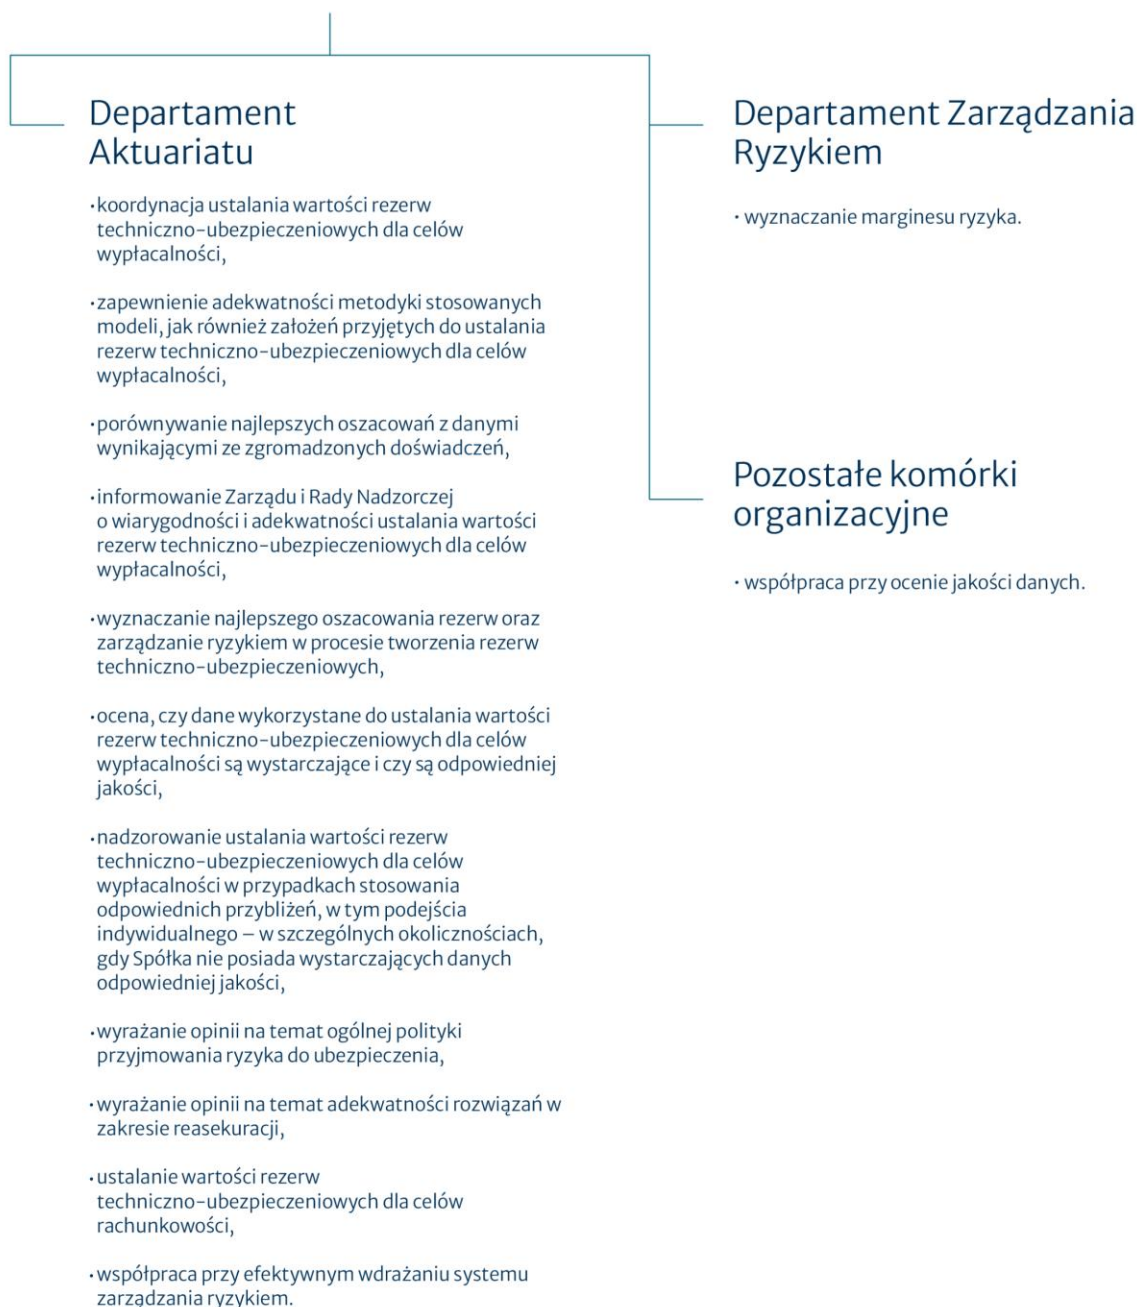 Departament
Aktuariatu
·koordynacja ustalania wartości rezerw
techniczno-ubezpieczeniowych dla celów
wypłacalności,
·zapewnienie adekwatności metodyki stosowanych
modeli, jak również założeń przyjętych do ustalania
rezerw techniczno-ubezpieczeniowych dla celów
wypłacalności,
·porównywanie najlepszych oszacowań z danymi
wynikającymi ze zgromadzonych doświadczeń,
·informowanie Zarządu i Rady Nadzorczej
o wiarygodności i adekwatności ustalania wartości
rezerw techniczno-ubezpieczeniowych dla celów
wypłacalności,
·wyznaczanie najlepszego oszacowania rezerw oraz
zarządzanie ryzykiem w procesie tworzenia rezerw
techniczno-ubezpieczeniowych,
·ocena, czy dane wykorzystane do ustalania wartości
rezerw techniczno-ubezpieczeniowych dla celów
wypłacalności są wystarczające i czy są odpowiedniej
jakości,
·nadzorowanie ustalania wartości rezerw
techniczno-ubezpieczeniowych dla celów
wypłacalności w przypadkach stosowania
odpowiednich przybliżeń, w tym podejścia
indywidualnego – w szczególnych okolicznościach,
gdy Spółka nie posiada wystarczających danych
odpowiedniej jakości,
·wyrażanie opinii na temat ogólnej polityki
przyjmowania ryzyka do ubezpieczenia,
·wyrażanie opinii na temat adekwatności rozwiązań w
zakresie reasekuracji,
·ustalanie wartości rezerw
techniczno-ubezpieczeniowych dla celów
rachunkowości,
·współpraca przy efektywnym wdrażaniu systemu
zarządzania ryzykiem.
Departament Zarządzania
Ryzykiem
· wyznaczanie marginesu ryzyka.
Pozostałe komórki
organizacyjne
· współpraca przy ocenie jakości danych.